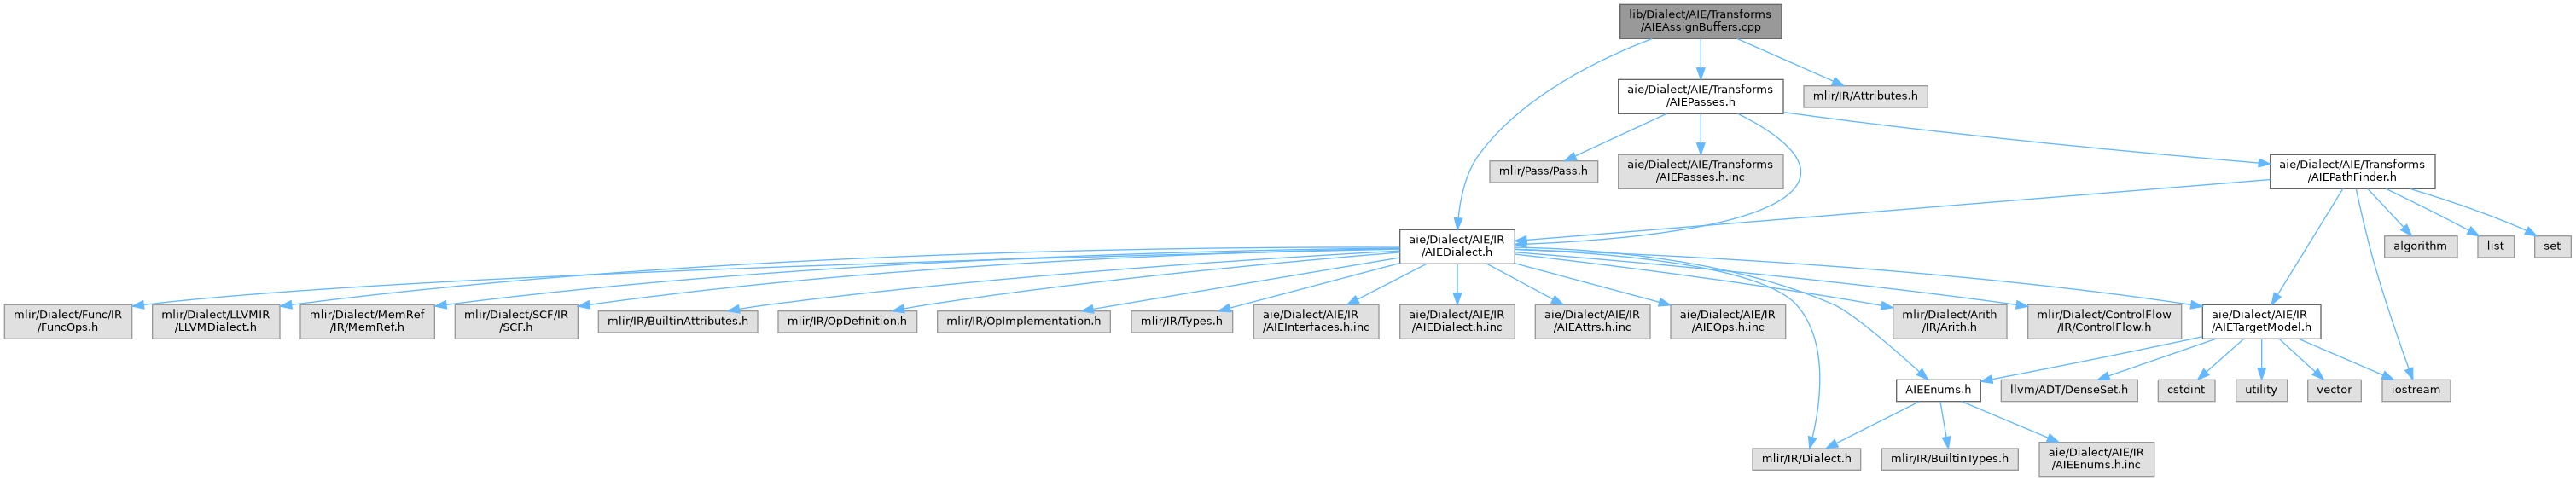 lib/Dialect/AIE/Transforms
/AIEAssignBuffers.cpp
aie/Dialect/AIE/Transforms
/AIEPasses.h
mlir/IR/Attributes.h
mlir/Pass/Pass.h
aie/Dialect/AIE/Transforms
/AIEPasses.h.inc
aie/Dialect/AIE/Transforms
/AIEPathFinder.h
aie/Dialect/AIE/IR
/AIEDialect.h
algorithm
list
set
mlir/Dialect/Func/IR
/FuncOps.h
mlir/Dialect/LLVMIR
/LLVMDialect.h
mlir/Dialect/MemRef
/IR/MemRef.h
mlir/Dialect/SCF/IR
/SCF.h
mlir/IR/BuiltinAttributes.h
mlir/IR/OpDefinition.h
mlir/IR/OpImplementation.h
mlir/IR/Types.h
aie/Dialect/AIE/IR
/AIEInterfaces.h.inc
aie/Dialect/AIE/IR
/AIEDialect.h.inc
aie/Dialect/AIE/IR
/AIEAttrs.h.inc
aie/Dialect/AIE/IR
/AIEOps.h.inc
mlir/Dialect/Arith
/IR/Arith.h
mlir/Dialect/ControlFlow
/IR/ControlFlow.h
aie/Dialect/AIE/IR
/AIETargetModel.h
AIEEnums.h
llvm/ADT/DenseSet.h
cstdint
utility
vector
iostream
mlir/IR/Dialect.h
mlir/IR/BuiltinTypes.h
aie/Dialect/AIE/IR
/AIEEnums.h.inc